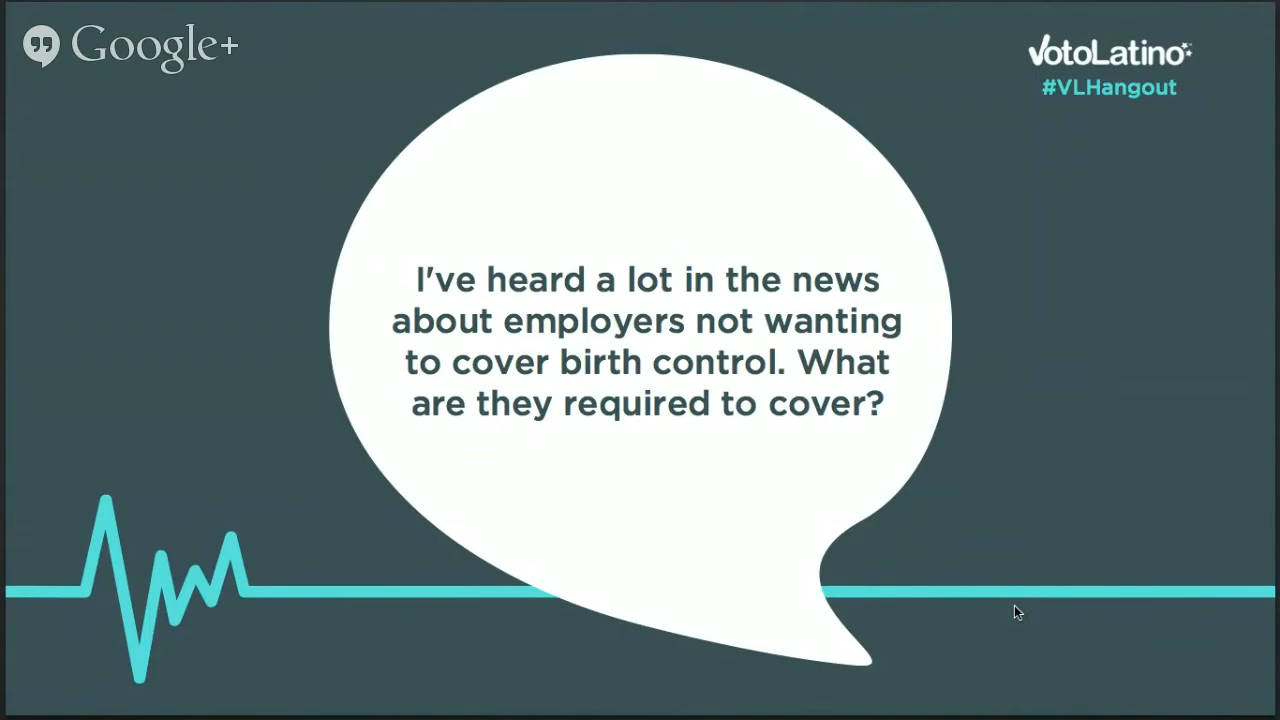 Google+
VotoLatino
#VLHangout
I've heard a lot in the news
about employers not wanting
to cover birth control. What
are they required to cover?